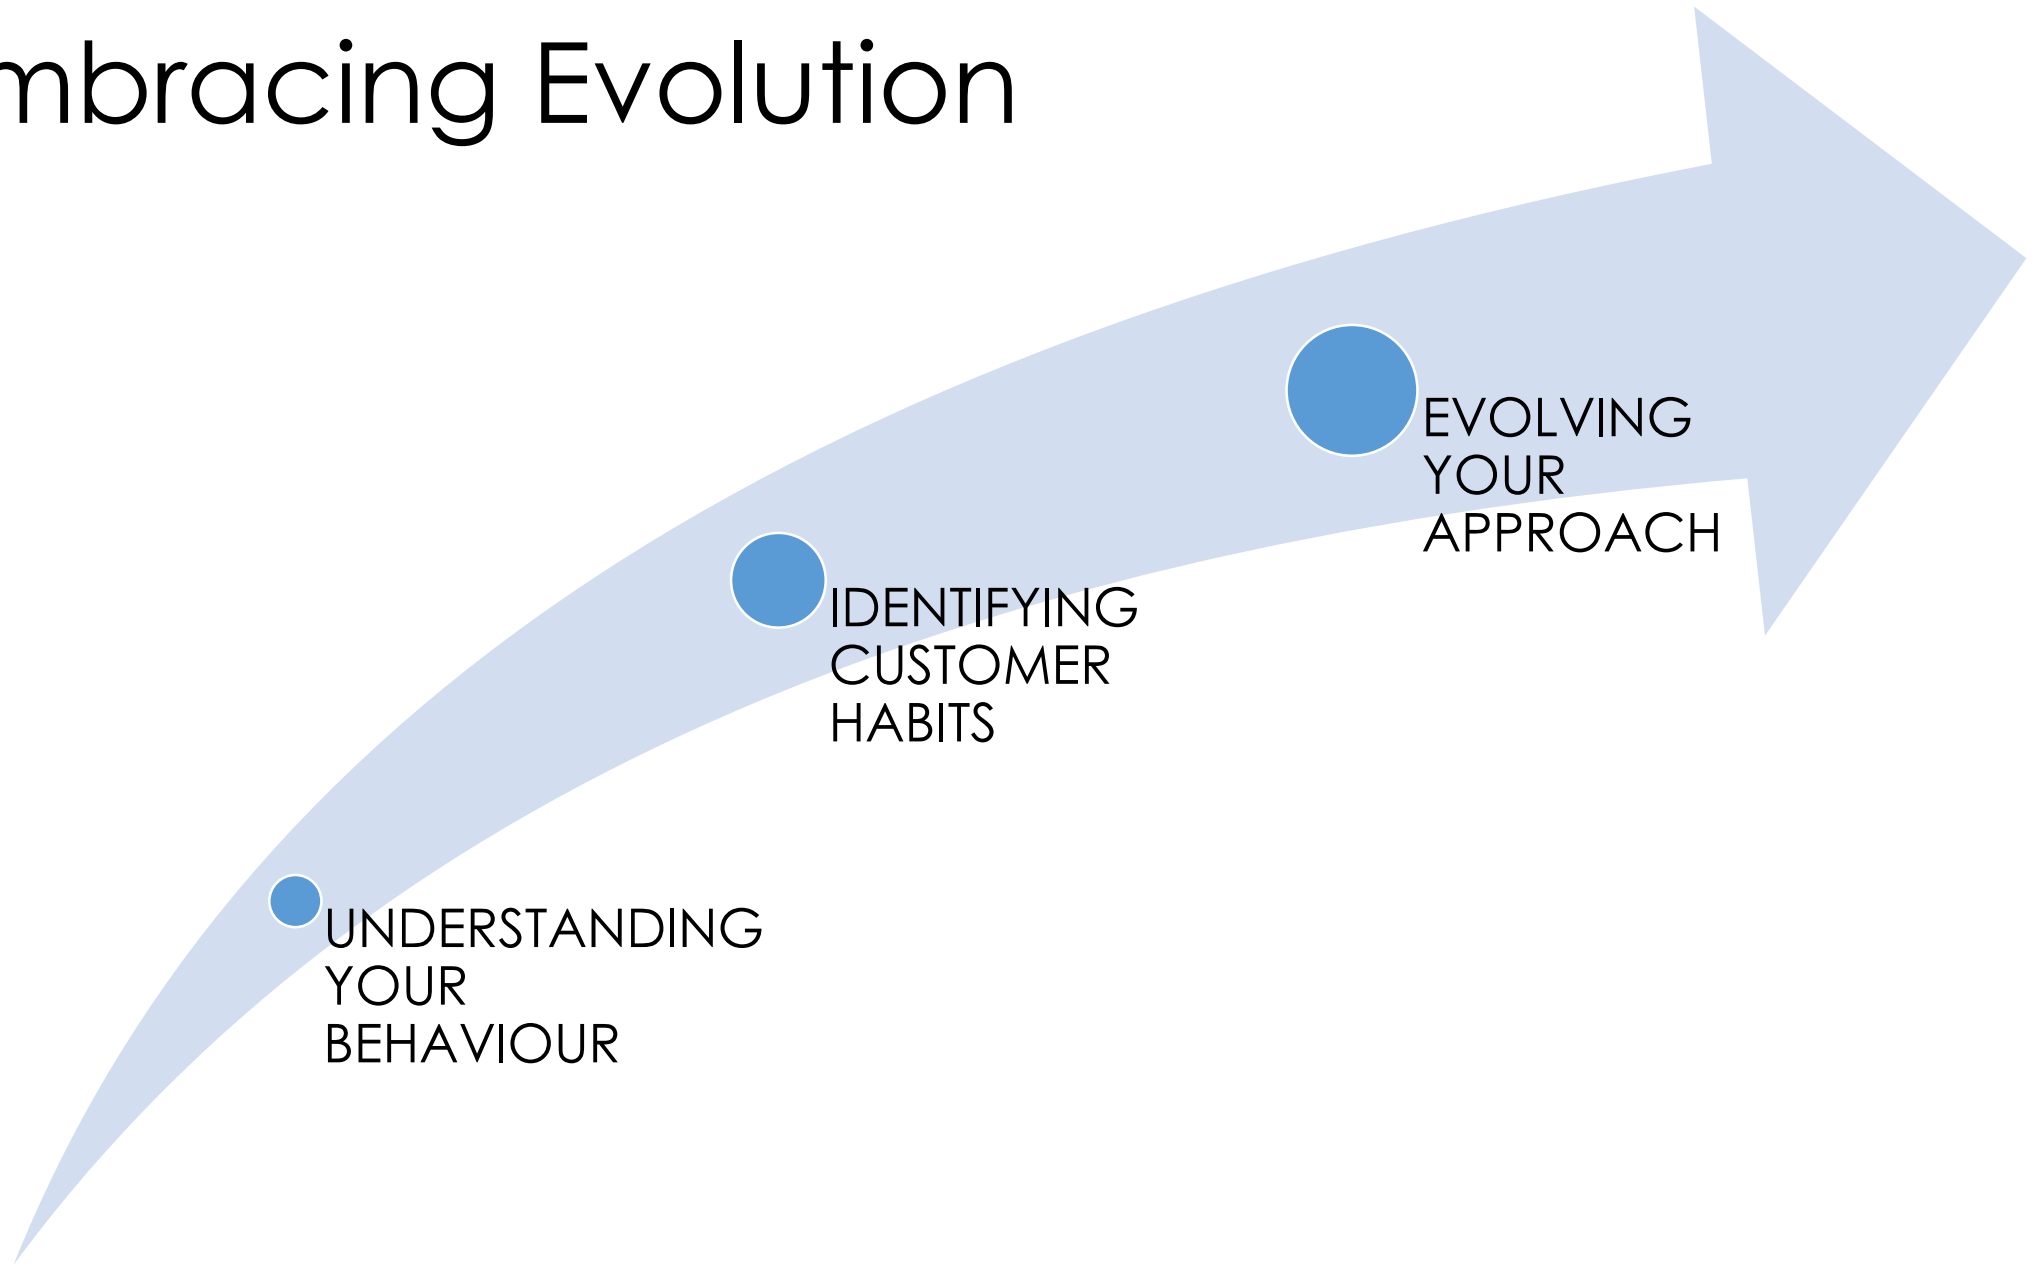 mbracing Evolution
EVOLVING
YOUR
APPROACH
IDENTIFYING
CUSTOMER
HABITS
UNDERSTANDING
YOUR
BEHAVIOUR